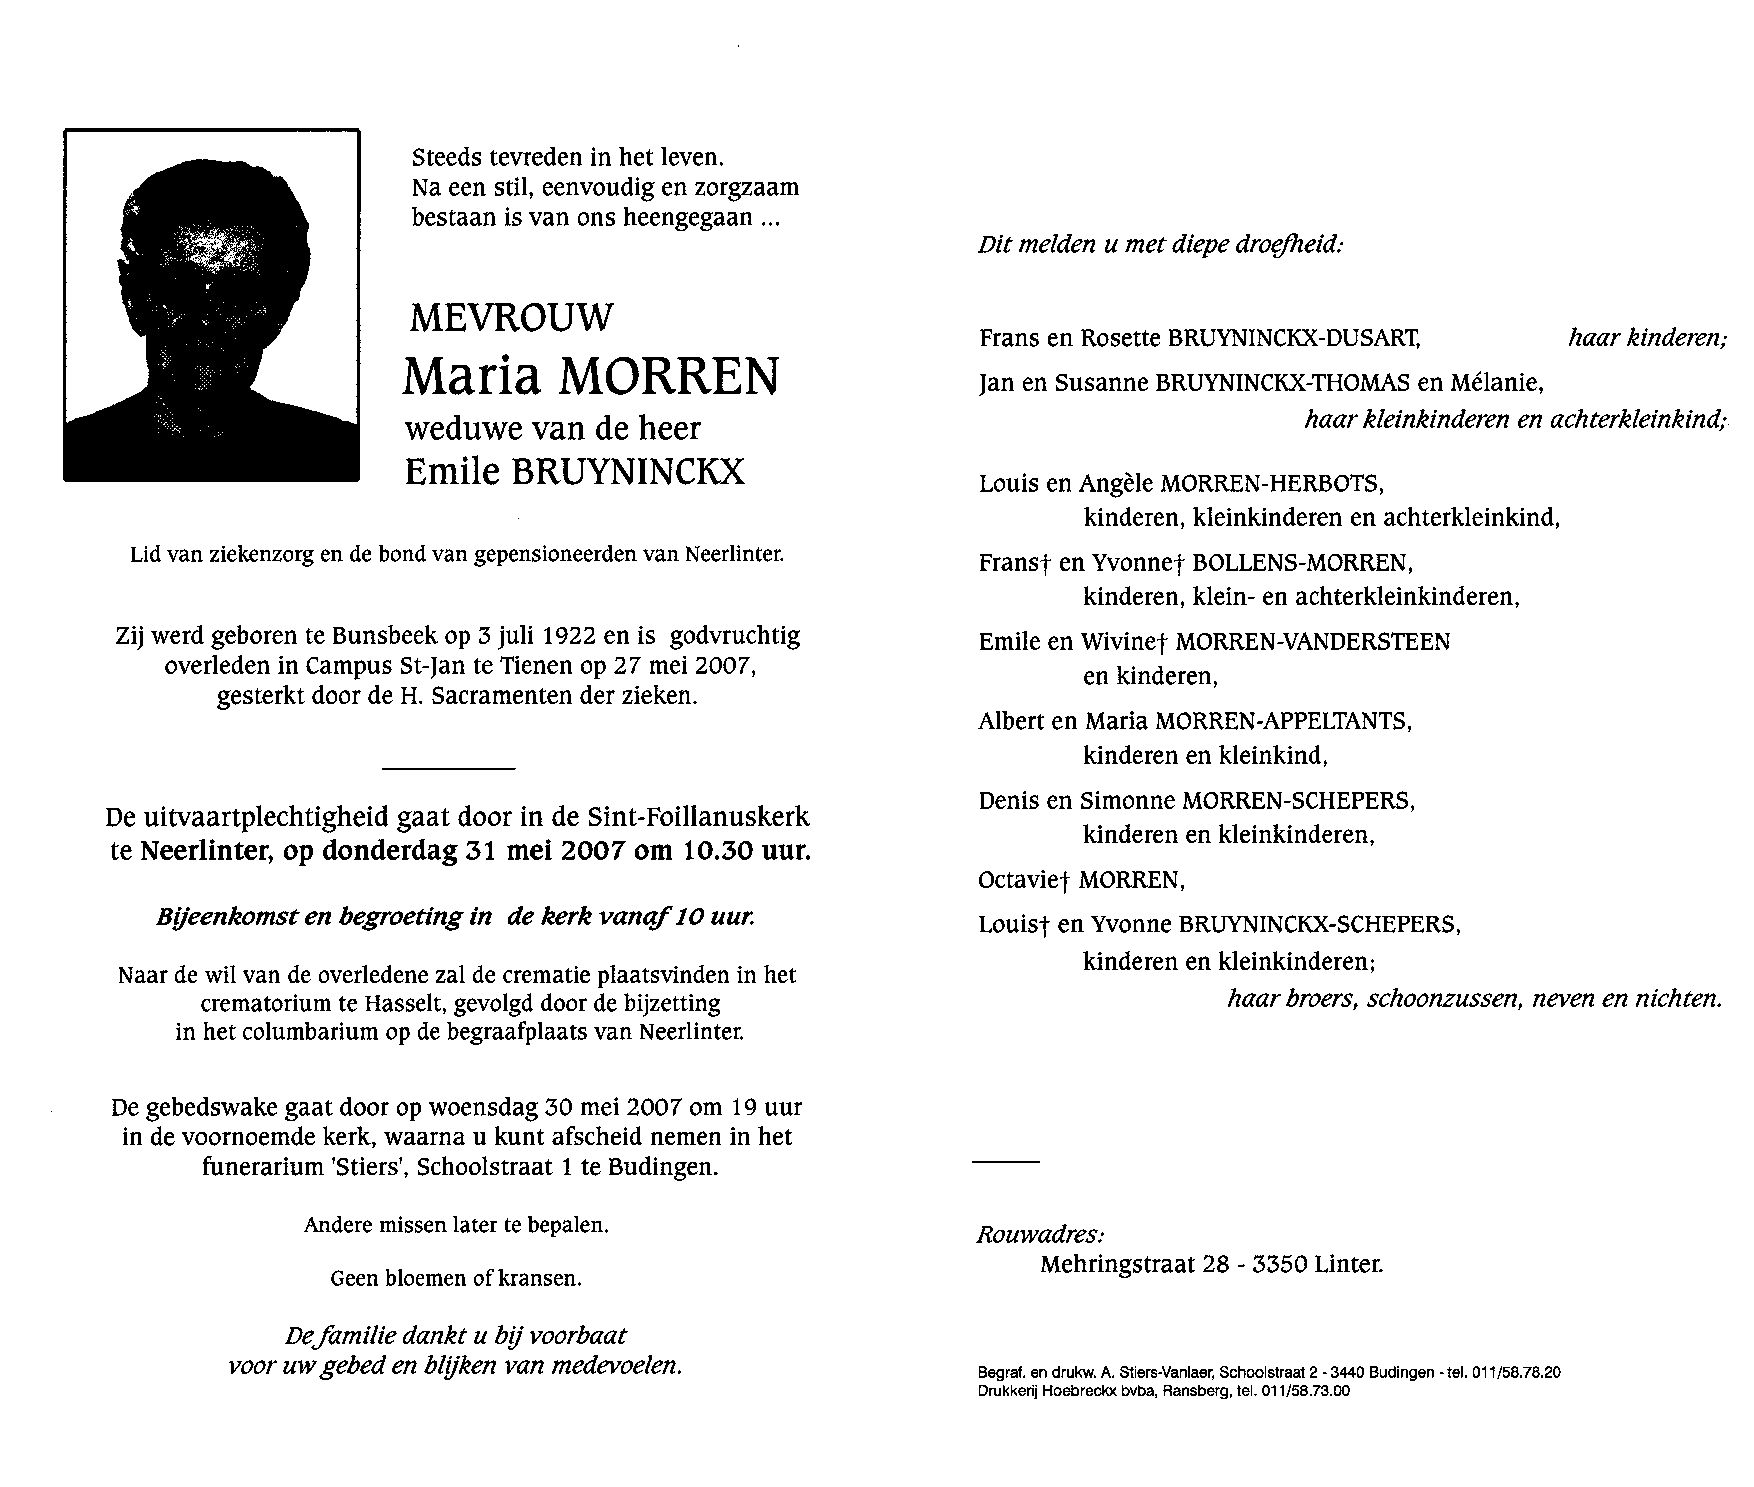 Steeds tevreden in het leven.
Na een stil, eenvoudig en zorgzaam
bestaan is van ons heengegaan ...
MEVROUW
Maria MORREN
weduwe van de heer
Emile BRUYNINCKX
Lid van ziekenzorg en de bond van gepensioneerden van Neerlinter.
Zij werd geboren te Bunsbeek op 3 juli 1922 en is godvruchtig
overleden in Campus St-Jan te Tienen op 27 mei 2007,
gesterkt door de H. Sacramenten der zieken.
De uitvaartplechtigheid gaat door in de Sint-Foillanuskerk
te Neerlinter, op donderdag 31 mei 2007 om 10.30 uur.
Bijeenkomst en begroeting in de kerk vanaf 10 uur.
Naar de wil van de overledene zal de crematie plaatsvinden in het
crematorium te Hasselt, gevolgd door de bijzetting
in het columbarium op de begraafplaats van Neerlinter.
De gebedswake gaat door op woensdag 30 mei 2007 om 19 uur
in de voornoemde kerk, waarna u kunt afscheid nemen in het
funerarium 'Stiers', Schoolstraat 1 te Budingen.
Andere missen later te bepalen.
Geen bloemen of kransen.
De familie dankt u bij voorbaat
voor uw gebed en blijken van medevoelen.
Dit melden u met diepe droefheid:
Frans en Rosette BRUYNINCKX-DUSART, haar kinderen;
Jan en Susanne BRUYNINCKX-THOMAS en Mélanie,
haar kleinkinderen en achterkleinkind;
Louis en Angèle MORREN-HERBOTS,
kinderen, kleinkinderen en achterkleinkind,
Frans† en Yvonne† BOLLENS-MORREN,
kinderen, klein- en achterkleinkinderen,
Emile en Wivine† MORREN-VANDERSTEEN
en kinderen,
Albert en Maria MORREN-APPELTANTS,
kinderen en kleinkind,
Denis en Simonne MORREN-SCHEPERS,
kinderen en kleinkinderen,
Octavie† MORREN,
Louis† en Yvonne BRUYNINCKX-SCHEPERS,
kinderen en kleinkinderen;
haar broers, schoonzussen, neven en nichten.
Rouwadres:
Mehringstraat 28 - 3350 Linter.
Begraf. en drukw. A. Stiers-Vanlaer, Schoolstraat 2 - 3440 Budingen - tel. 011/58.78.20
Drukkerij Hoebreckx bvba, Ransberg, tel. 011/58.73.00